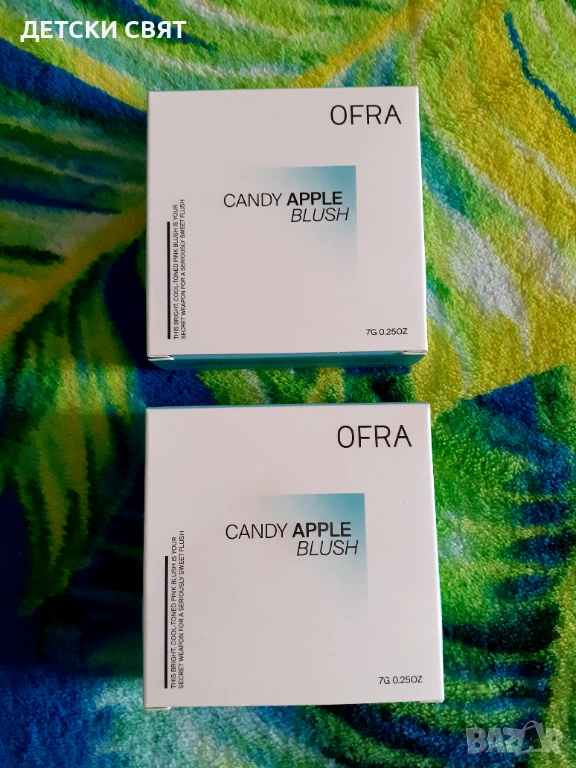 ДЕТСКИ СВЯТ
OFRA
CANDY APPLE
BLUSH
THIS BRIGHT, COOL-TONED PINK BLUSH IS YOUR
SECRET WEAPON FOR A SERIOUSLY SWEET FLUSH
7G 0.25OZ
OFRA
CANDY APPLE
BLUSH
THIS BRIGHT, COOL-TONED PINK BLUSH IS YOUR
SECRET WEAPON FOR A SERIOUSLY SWEET FLUSH
7G 0.25OZ
BAZAR